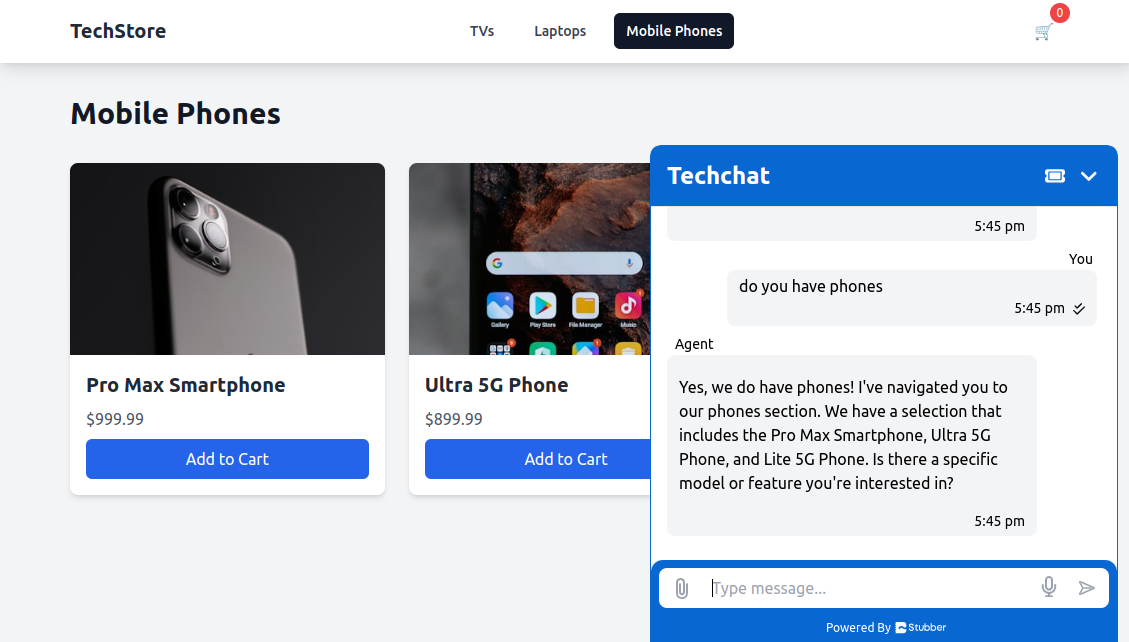 TechStore
TVs
Laptops
Mobile Phones
0
Mobile Phones
Pro Max Smartphone
$999.99
Add to Cart
Gallery
Play Store
File Manager
Music
Ultra 5G Phone
$899.99
Add to Cart
Techchat
5:45 pm
You
do you have phones
5:45 pm
Agent
Yes, we do have phones! I've navigated you to
our phones section. We have a selection that
includes the Pro Max Smartphone, Ultra 5G
Phone, and Lite 5G Phone. Is there a specific
model or feature you're interested in?
5:45 pm
Type message...
Powered By Stubber